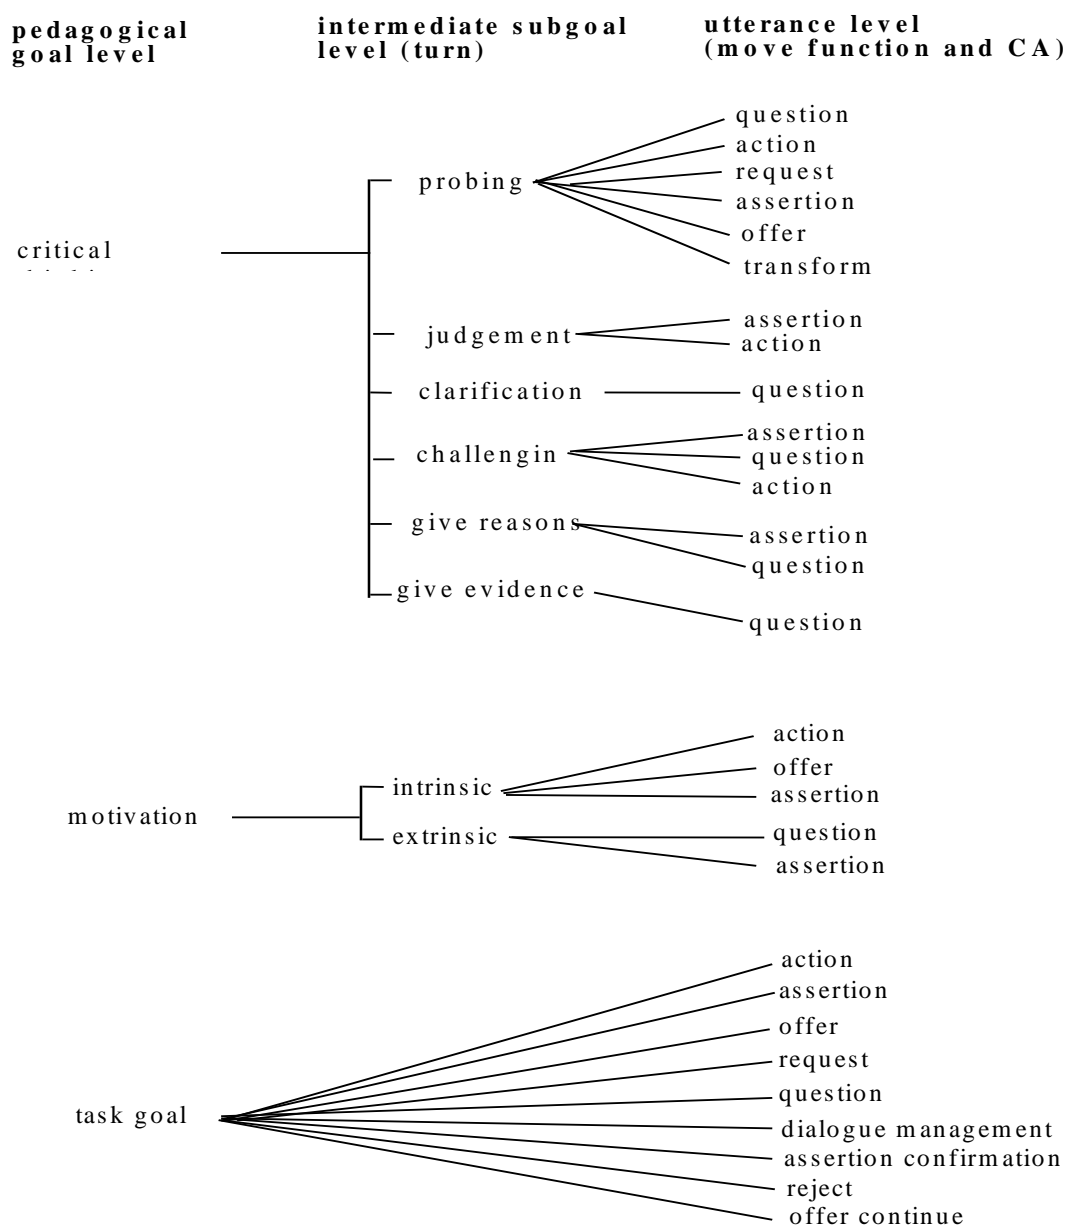 pedagogical
goal level
intermediate subgoal
level (turn)
utterance level
(move function and CA)
question
action
request
probing
assertion
offer
critical
transform
assertion
judgement
action
clarification
question
assertion
challengin
question
action
give reasons
assertion
question
give evidence
question
action
offer
intrinsic
assertion
motivation
question
extrinsic
assertion
action
assertion
offer
request
question
task goal
dialogue management
assertion confirmation
reject
offer continue